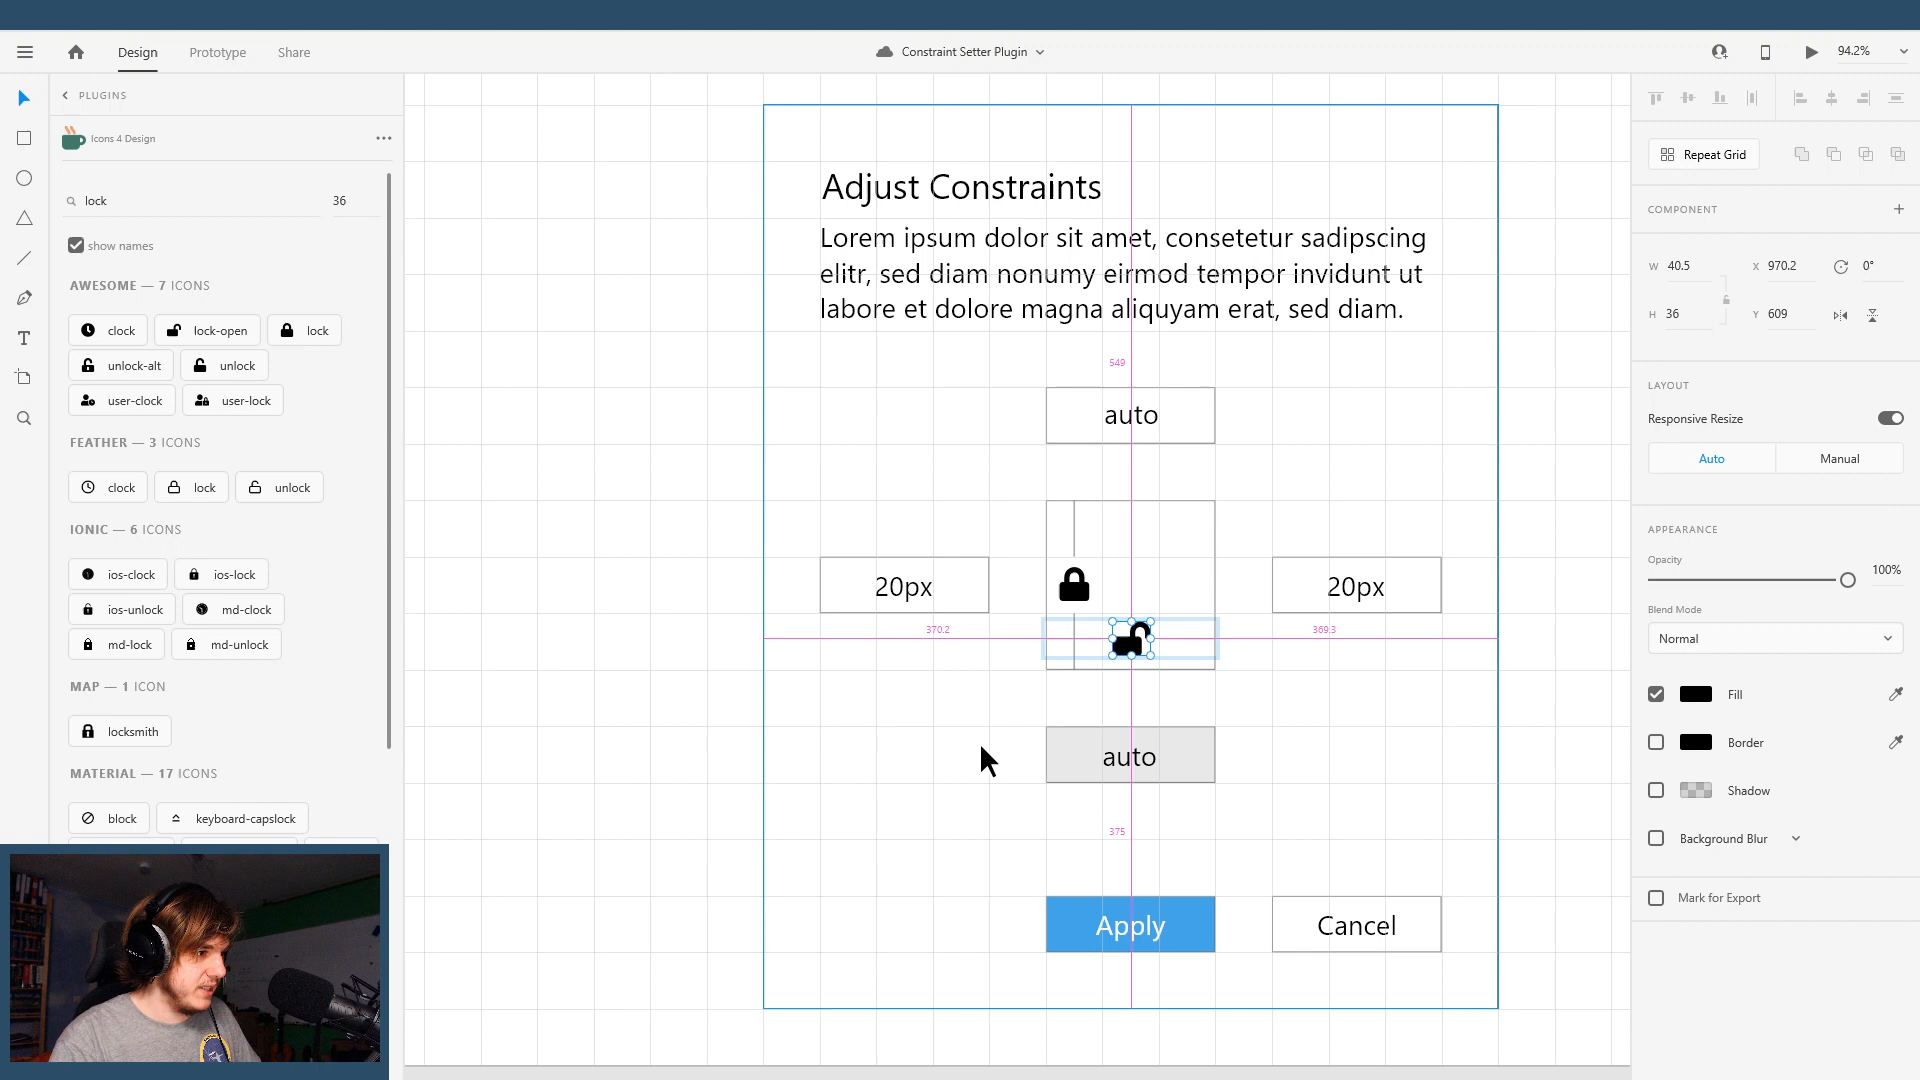 Design
Prototype
Share
Constraint Setter Plugin
94.2%
PLUGINS
Icons 4 Design
lock
36
show names
AWESOME — 7 ICONS
clock
lock-open
lock
unlock-alt
unlock
user-clock
user-lock
FEATHER — 3 ICONS
clock
lock
unlock
IONIC — 6 ICONS
ios-clock
ios-lock
ios-unlock
md-clock
md-lock
md-unlock
MAP — 1 ICON
locksmith
MATERIAL — 17 ICONS
block
keyboard-capslock
Adjust Constraints
Lorem ipsum dolor sit amet, consetetur sadipscing
elitr, sed diam nonumy eirmod tempor invidunt ut
labore et dolore magna aliquyam erat, sed diam.
549
auto
20px
20px
370.2
369.3
auto
375
Apply
Cancel
Repeat Grid
COMPONENT
W 40.5
X 970.2
0°
H 36
Y 609
LAYOUT
Responsive Resize
Auto
Manual
APPEARANCE
Opacity
100%
Blend Mode
Normal
Fill
Border
Shadow
Background Blur
Mark for Export